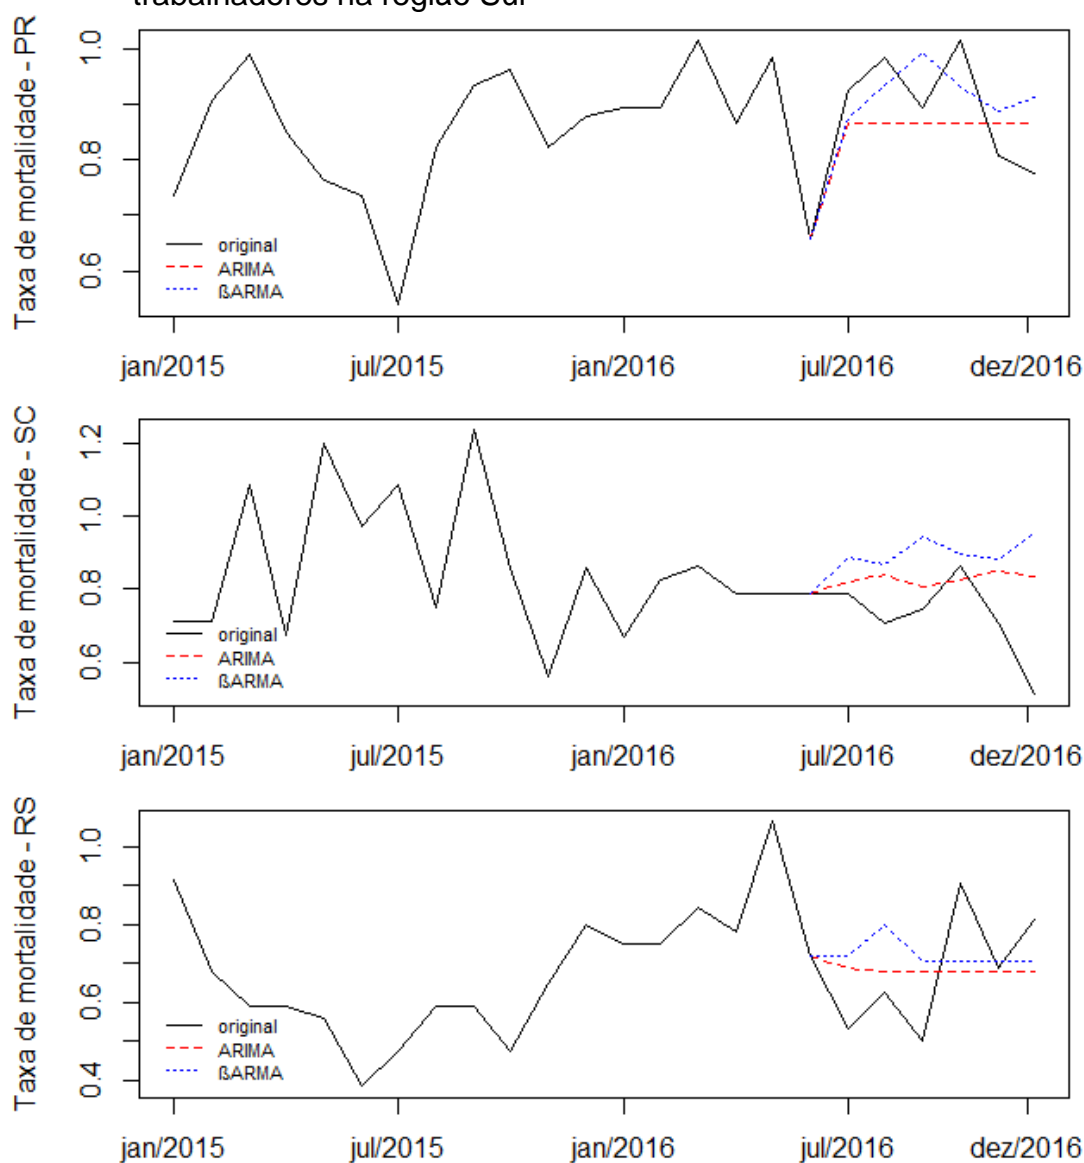 trabalhadores na região Sul
Taxa de mortalidade - PR
1.0
0.8
0.6
original
ARIMA
ßARMA
jan/2015 jul/2015 jan/2016 jul/2016 dez/2016
Taxa de mortalidade - SC
1.2
1.0
0.8
0.6
original
ARIMA
ßARMA
jan/2015 jul/2015 jan/2016 jul/2016 dez/2016
Taxa de mortalidade - RS
1.0
0.8
0.6
0.4
original
ARIMA
ßARMA
jan/2015 jul/2015 jan/2016 jul/2016 dez/2016